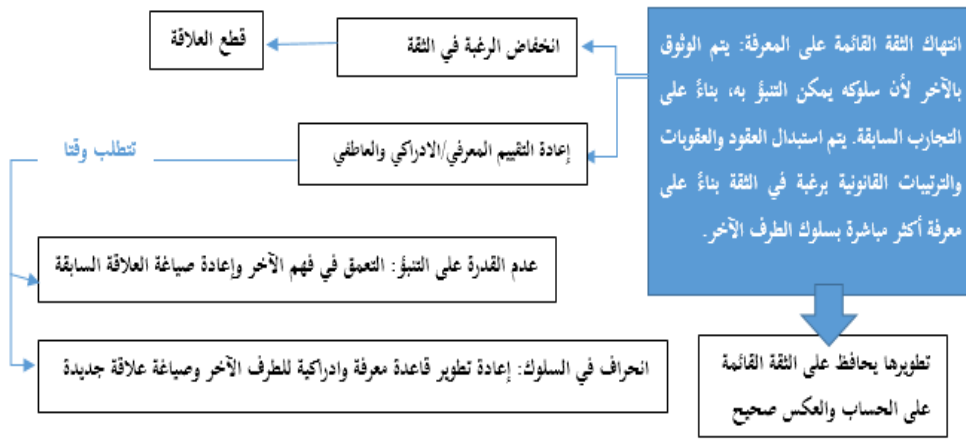 انتهاك الثقة القائمة على المعرفة: يتم الوثوق
بالآخر لأن سلوكه يمكن التنبؤ به، بناءً على
التجارب السابقة. يتم استبدال العقود والعقوبات
والترتيبات القانونية برغبة في الثقة بناءً على
معرفة أكثر مباشرة بسلوك الطرف الآخر.
انخفاض الرغبة في الثقة
قطع العلاقة
إعادة التقييم المعرفي/الادراكي والعاطفي
تتطلب وقتا
عدم القدرة على التنبؤ: التعمق في فهم الآخر وإعادة صياغة العلاقة السابقة
انحراف في السلوك: إعادة تطوير قاعدة معرفة وادراكية للطرف الآخر وصياغة علاقة جديدة
تطويرها يحافظ على الثقة القائمة
على الحساب والعكس صحيح